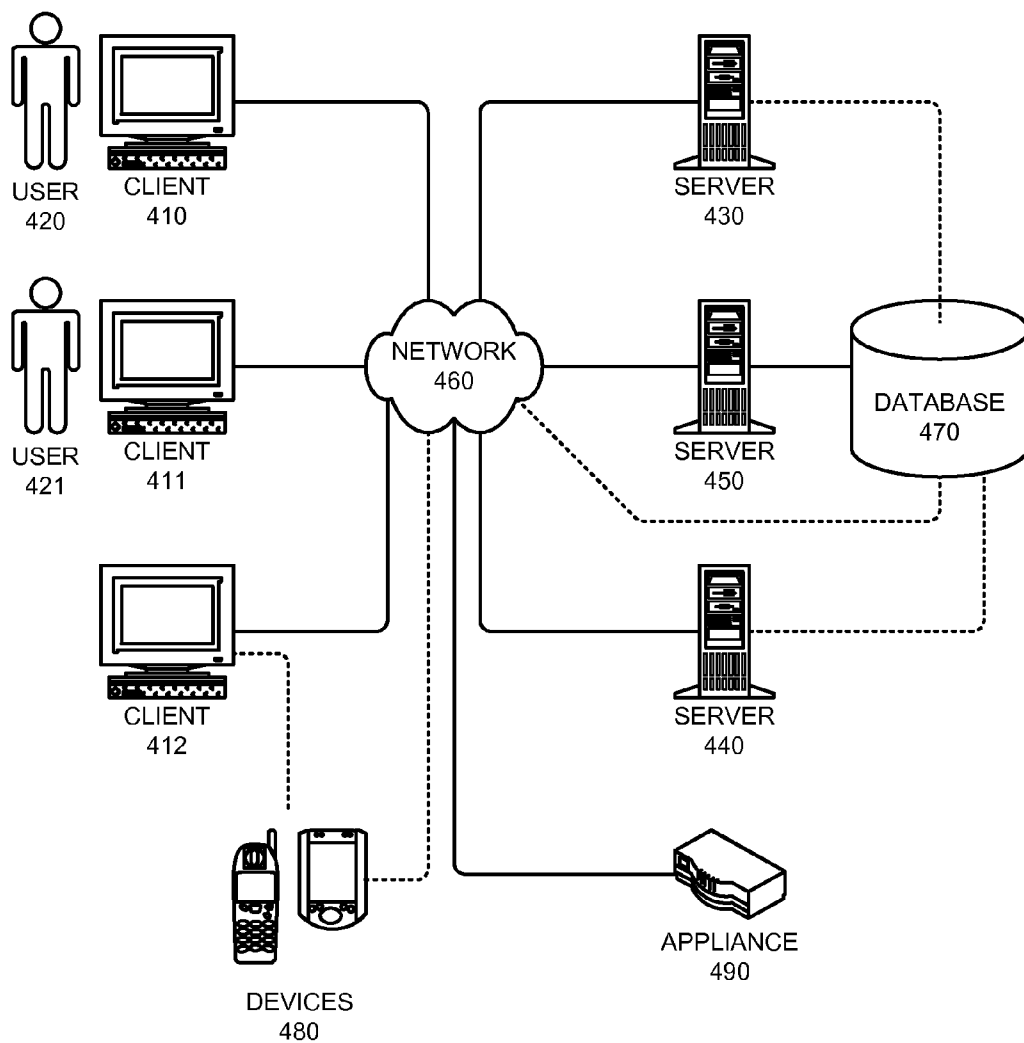 USER
420
CLIENT
410
SERVER
430
USER
421
CLIENT
411
NETWORK
460
SERVER
450
DATABASE
470
CLIENT
412
SERVER
440
DEVICES
480
APPLIANCE
490